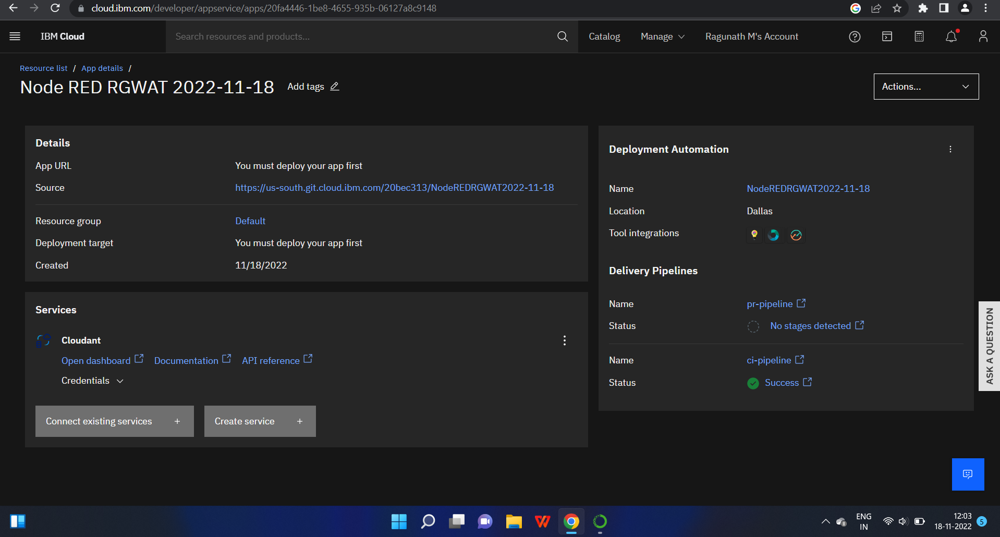 cloud.ibm.com/developer/appservice/apps/20fa4446-1be8-4655-935b-06127a8c9148
IBM Cloud
Search resources and products...
Catalog
Manage
Ragunath M's Account
Resource list / App details /
Node RED RGWAT 2022-11-18
Add tags
Actions...
Details
App URL
You must deploy your app first
Source
https://us-south.git.cloud.ibm.com/20bec313/NodeREDRGWAT2022-11-18
Resource group
Default
Deployment target
You must deploy your app first
Created
11/18/2022
Services
Cloudant
Open dashboard
Documentation
API reference
Credentials
Connect existing services +
Create service +
Deployment Automation
Name
NodeREDRGWAT2022-11-18
Location
Dallas
Tool integrations
Delivery Pipelines
Name
pr-pipeline
Status
No stages detected
Name
ci-pipeline
Status
Success
ASK A QUESTION
ENG
IN
12:03
18-11-2022
5